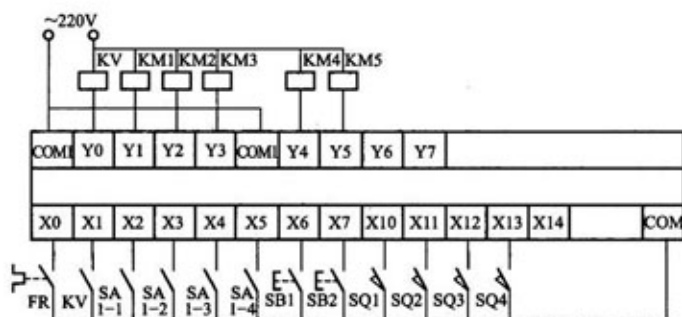 ~220V
KV KM1 KM2 KM3 KM4 KM5
COM1 Y0 Y1 Y2 Y3 COM1 Y4 Y5 Y6 Y7
X0 X1 X2 X3 X4 X5 X6 X7 X10 X11 X12 X13 X14 COM
FR KV SA 1-1 SA 1-2 SA 1-3 SA 1-4 SB1 SB2 SQ1 SQ2 SQ3 SQ4